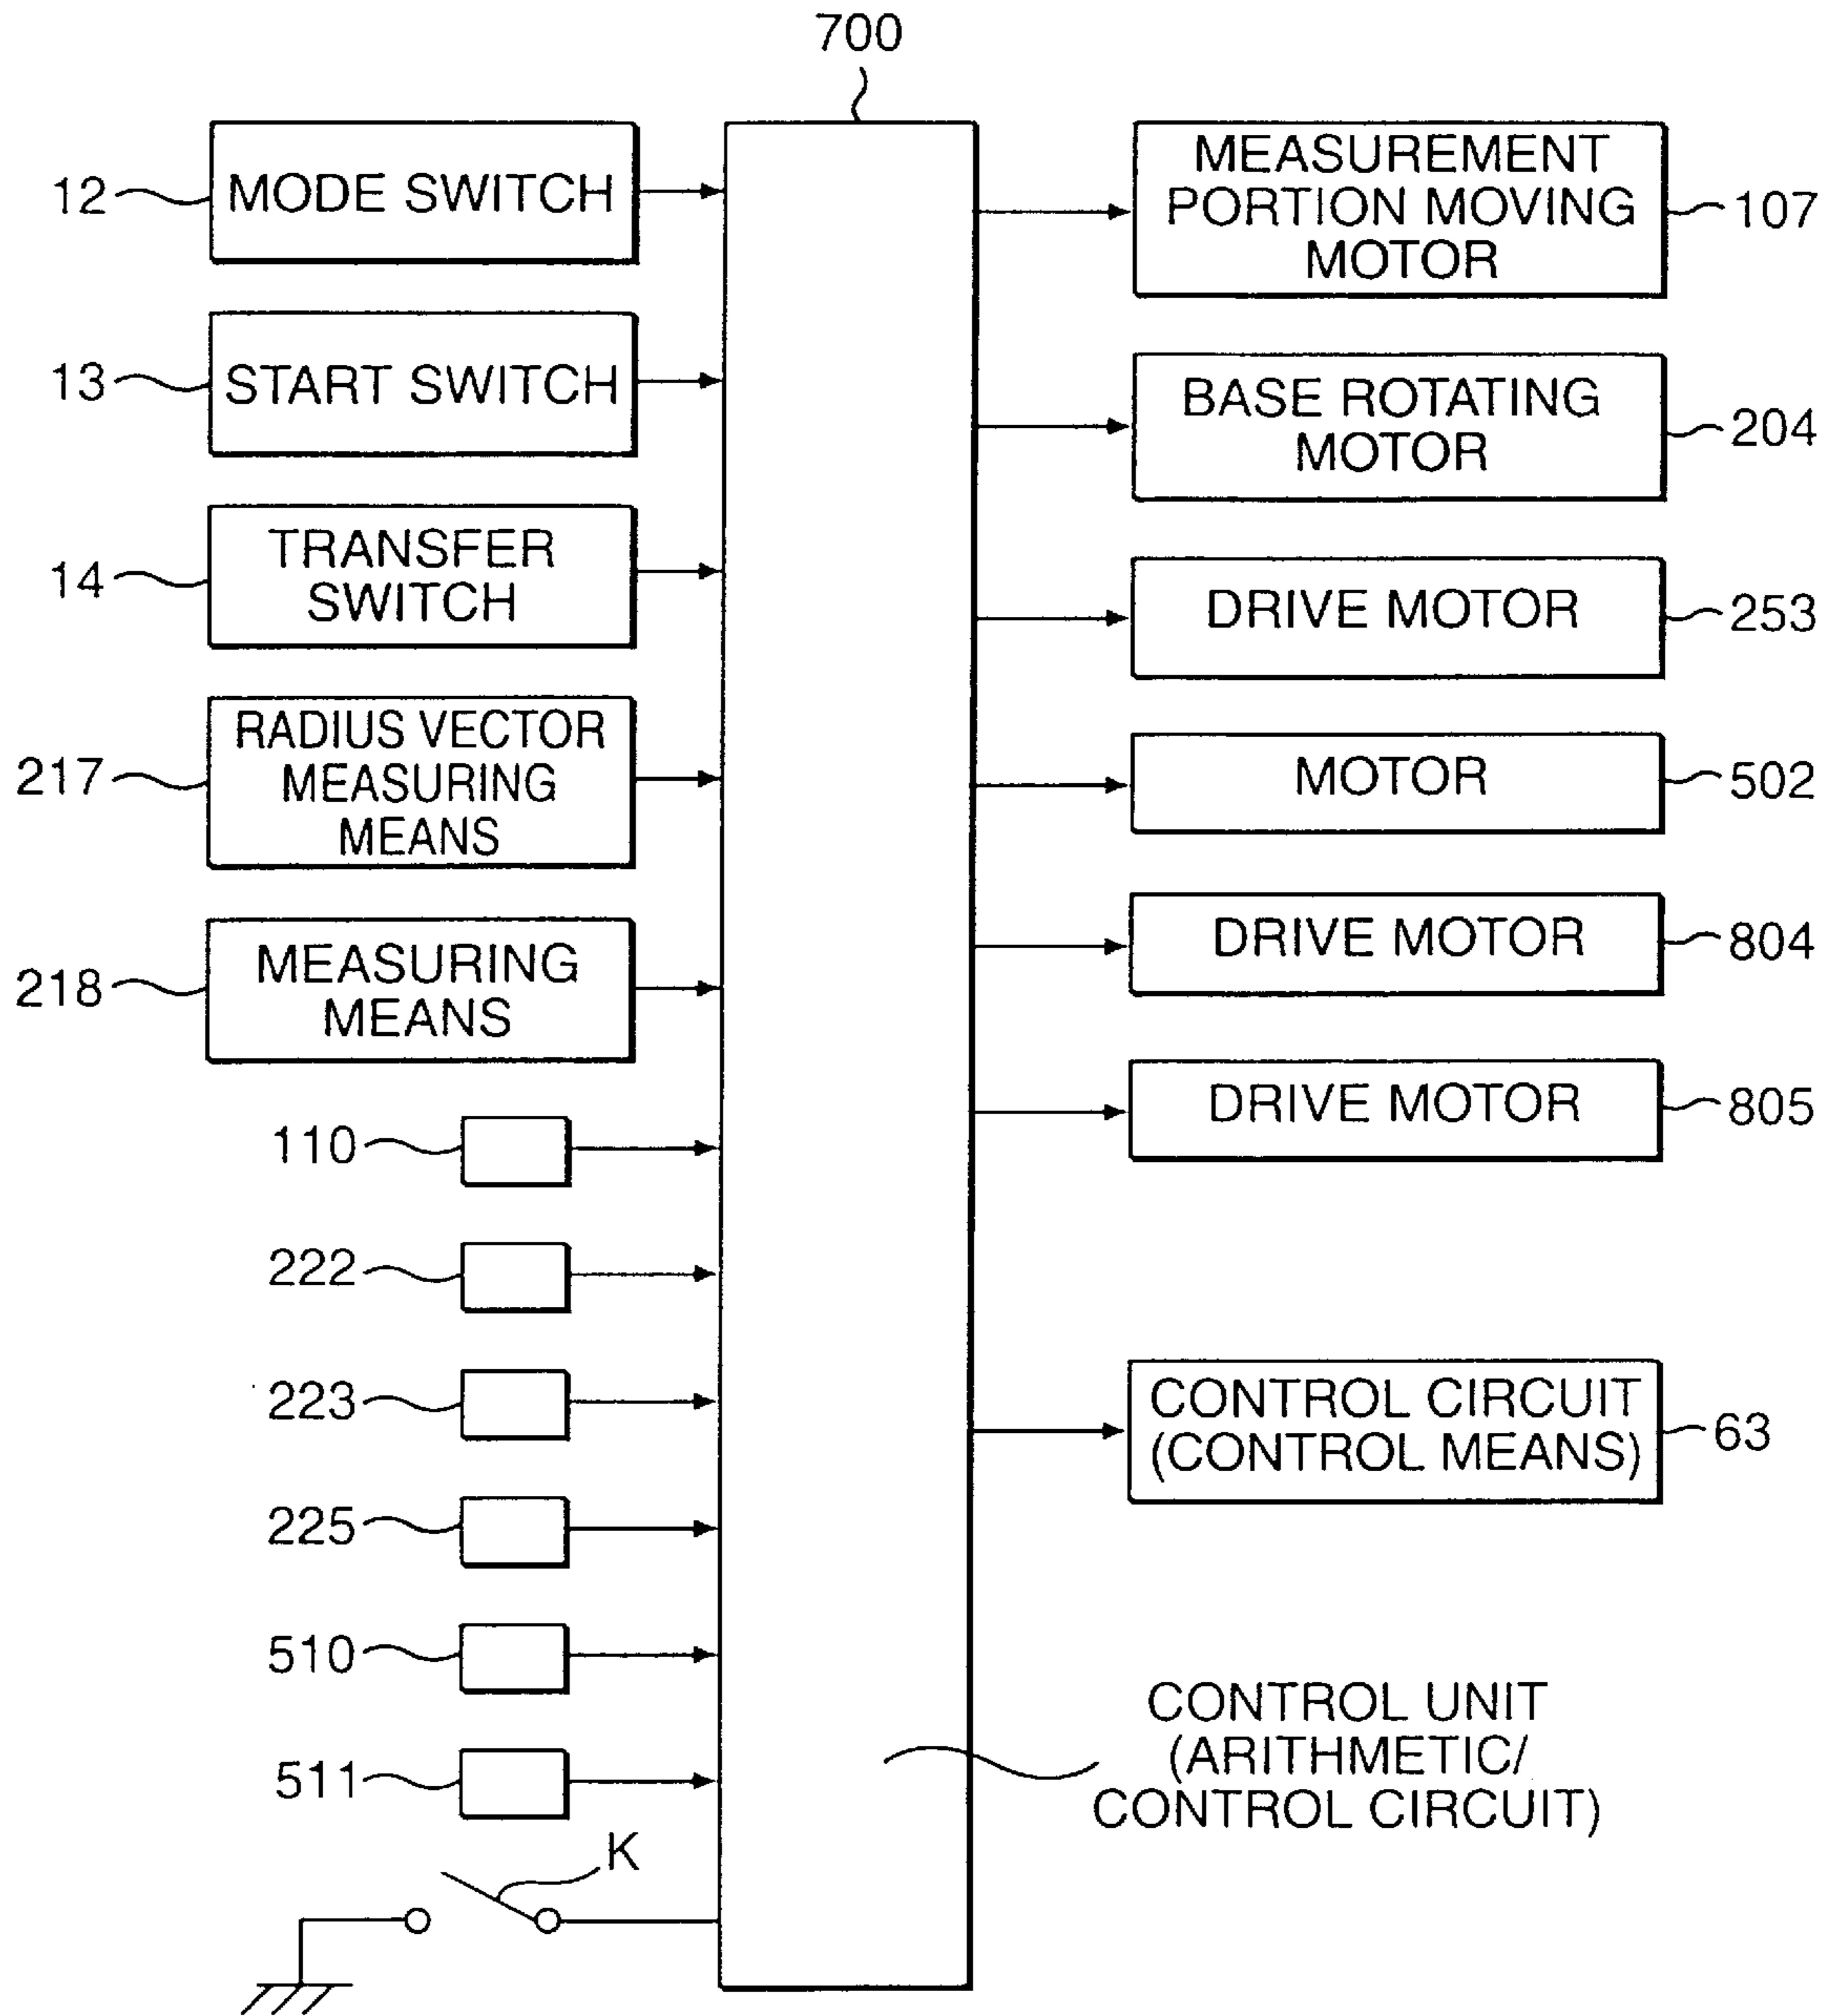 700
12
MODE SWITCH
13
START SWITCH
14
TRANSFER
SWITCH
217
RADIUS VECTOR
MEASURING
MEANS
218
MEASURING
MEANS
110
222
223
225
510
511
K
MEASUREMENT
PORTION MOVING
MOTOR
107
BASE ROTATING
MOTOR
204
DRIVE MOTOR
253
MOTOR
502
DRIVE MOTOR
804
DRIVE MOTOR
805
CONTROL CIRCUIT
(CONTROL MEANS)
63
CONTROL UNIT
(ARITHMETIC/
CONTROL CIRCUIT)